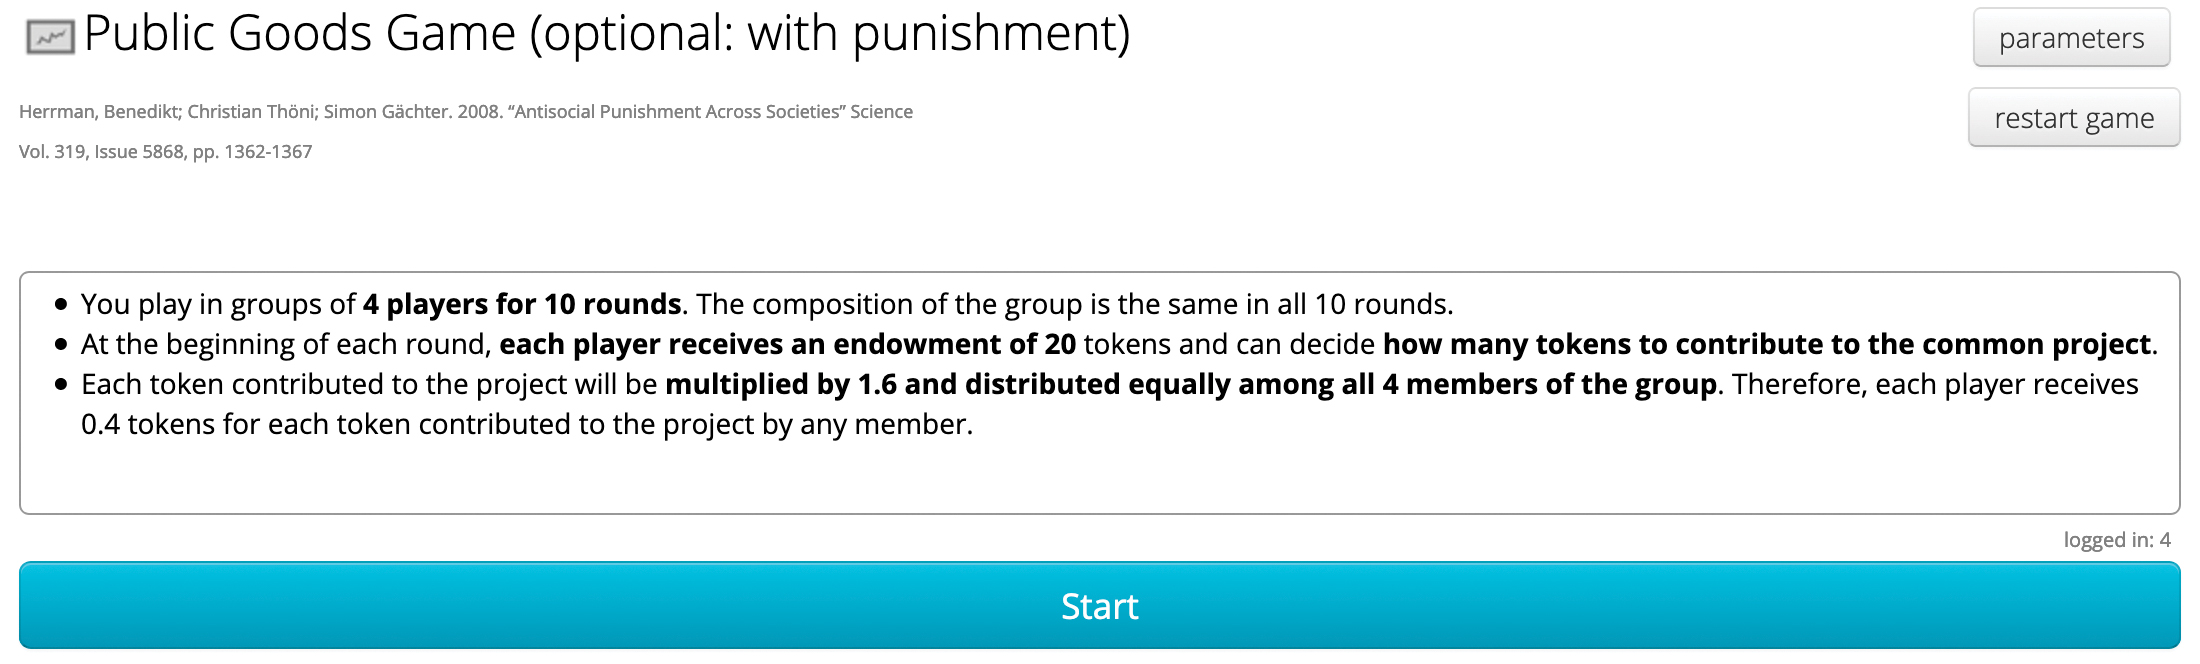 Public Goods Game (optional: with punishment)
parameters
Herrman, Benedikt; Christian Thöni; Simon Gächter. 2008. “Antisocial Punishment Across Societies” Science
restart game
Vol. 319, Issue 5868, pp. 1362-1367
• You play in groups of 4 players for 10 rounds. The composition of the group is the same in all 10 rounds.
• At the beginning of each round, each player receives an endowment of 20 tokens and can decide how many tokens to contribute to the common project.
• Each token contributed to the project will be multiplied by 1.6 and distributed equally among all 4 members of the group. Therefore, each player receives
0.4 tokens for each token contributed to the project by any member.
logged in: 4
Start